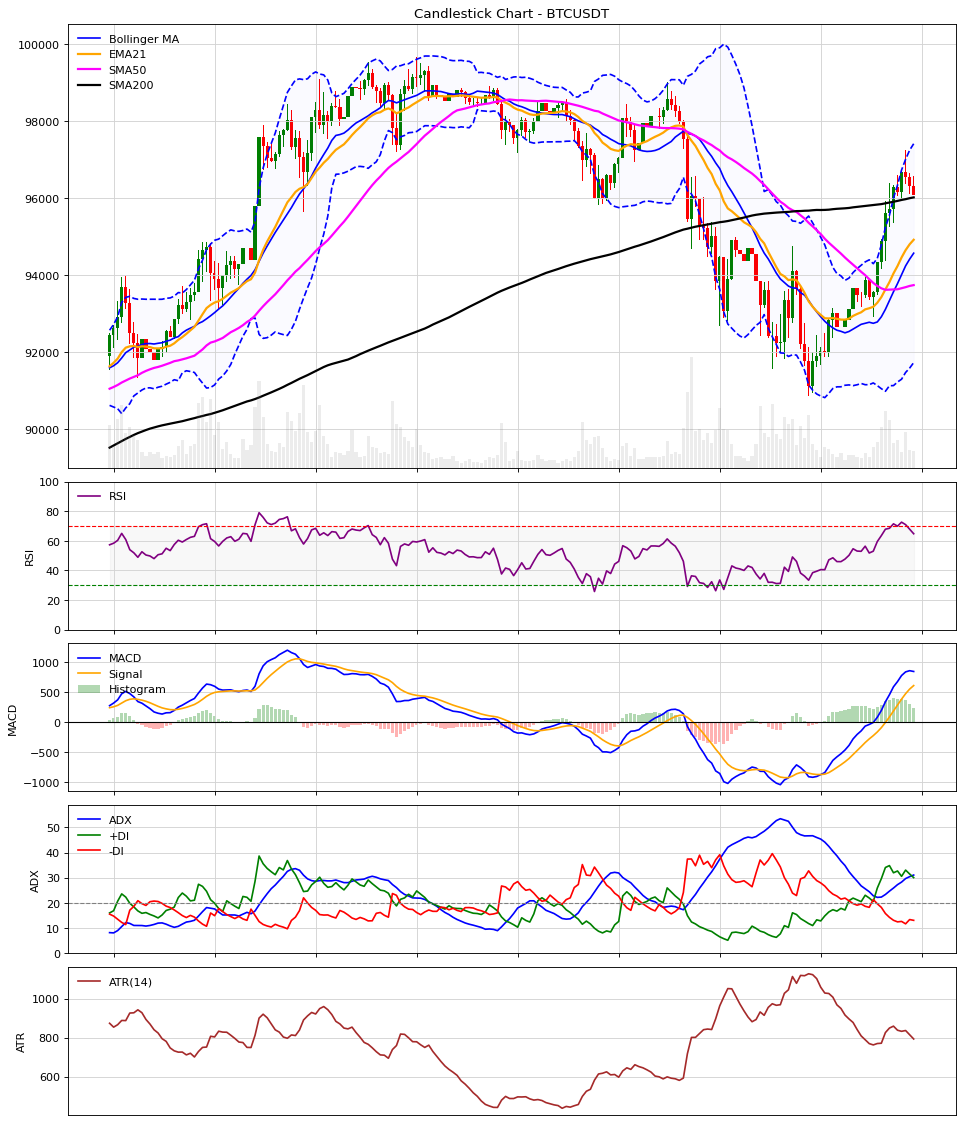 Candlestick Chart - BTCUSDT
Bollinger MA
EMA21
SMA50
SMA200
100000
98000
96000
94000
92000
90000
RSI
RSI
100
80
60
40
20
0
MACD
Signal
Histogram
MACD
1000
500
0
−500
−1000
ADX
+DI
-DI
ADX
50
40
30
20
10
0
ATR(14)
ATR
1000
800
600